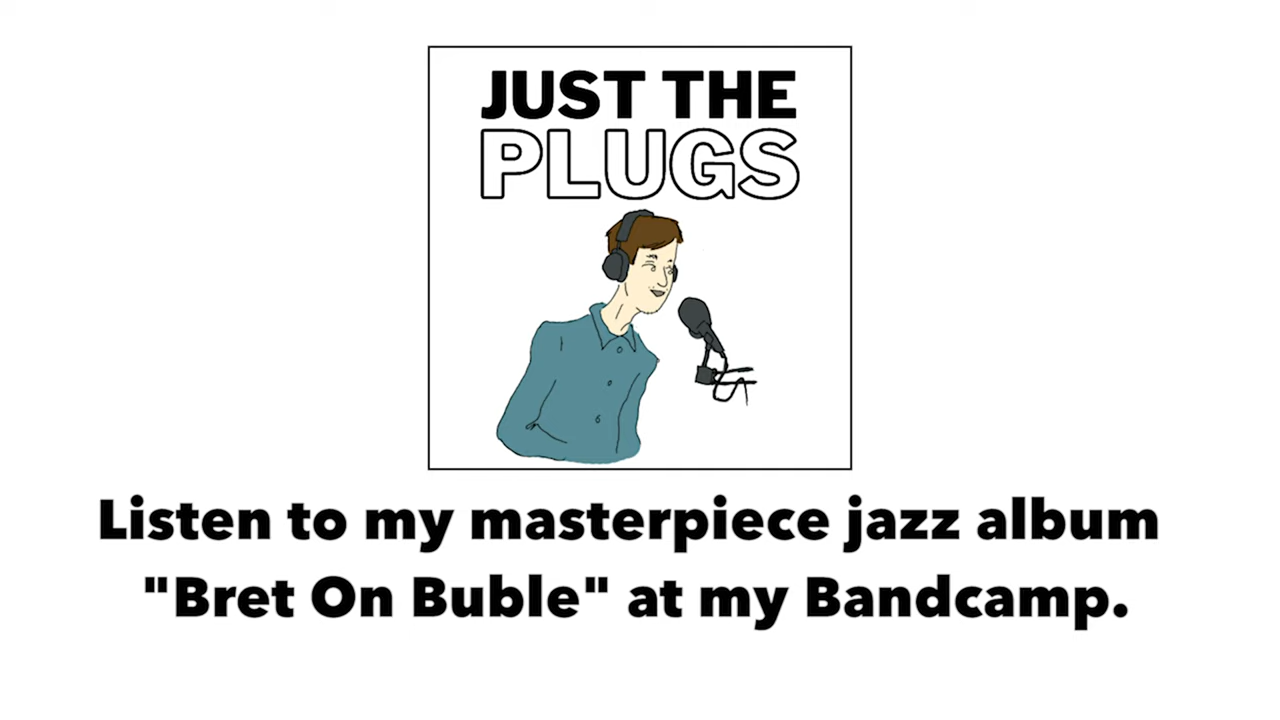 JUST THE
PLUGS
Listen to my masterpiece jazz album
"Bret On Buble" at my Bandcamp.